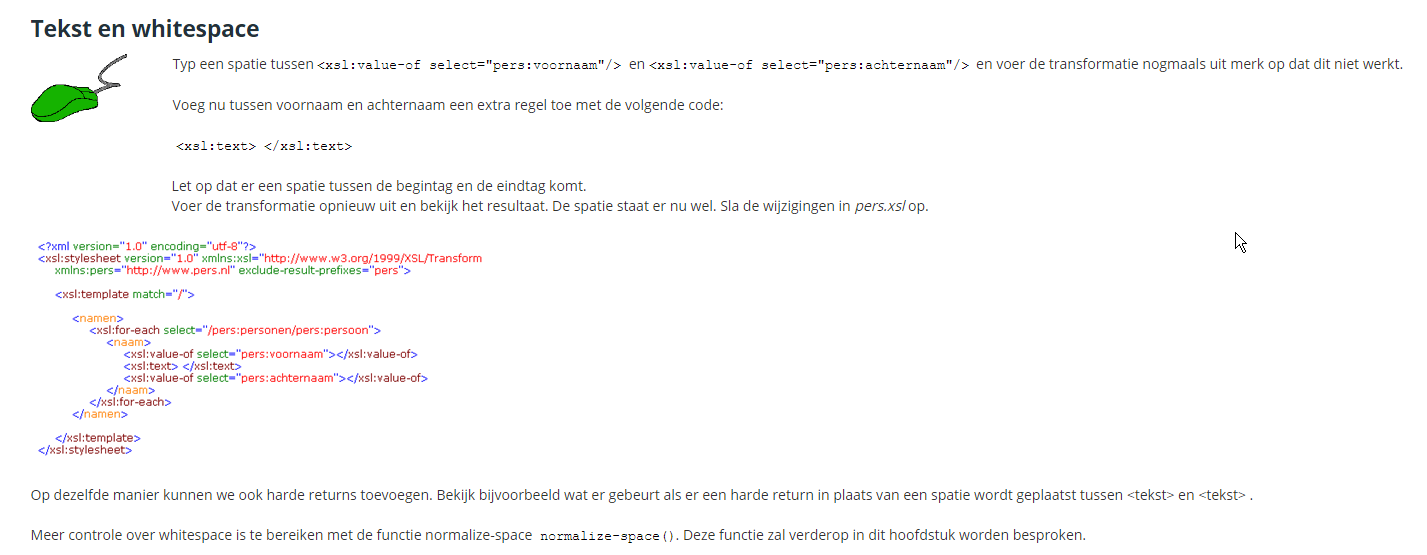 Tekst en whitespace
Typ een spatie tussen <xsl:value-of select="pers:voornaam"/> en <xsl:value-of select="pers:achternaam"/> en voer de transformatie nogmaals uit merk op dat dit niet werkt.
Voeg nu tussen voornaam en achternaam een extra regel toe met de volgende code:
<xsl:text> </xsl:text>
Let op dat er een spatie tussen de begintag en de eindtag komt.
Voer de transformatie opnieuw uit en bekijk het resultaat. De spatie staat er nu wel. Sla de wijzigingen in pers.xsl op.
<?xml version="1.0" encoding="utf-8"?>
<xsl:stylesheet version="1.0" xmlns:xsl="http://www.w3.org/1999/XSL/Transform
xmlns:pers="http://www.pers.nl" exclude-result-prefixes="pers">
<xsl:template match="/">
<namen>
<xsl:for-each select="/pers:personen/pers:persoon">
<naam>
<xsl:value-of select="pers:voornaam"></xsl:value-of>
<xsl:text> </xsl:text>
<xsl:value-of select="pers:achternaam"></xsl:value-of>
</naam>
</xsl:for-each>
</namen>
</xsl:template>
</xsl:stylesheet>
Op dezelfde manier kunnen we ook harde returns toevoegen. Bekijk bijvoorbeeld wat er gebeurt als er een harde return in plaats van een spatie wordt geplaatst tussen <tekst> en <tekst> .
Meer controle over whitespace is te bereiken met de functie normalize-space normalize-space(). Deze functie zal verderop in dit hoofdstuk worden besproken.